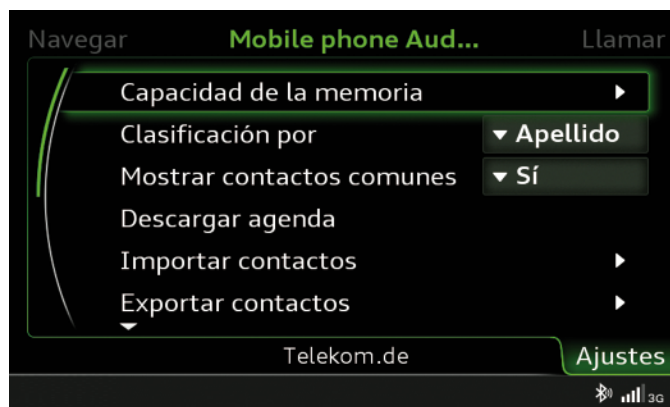 Navegar Mobile phone Aud... Llamar
Capacidad de la memoria
Clasificación por Apellido
Mostrar contactos comunes Sí
Descargar agenda
Importar contactos
Exportar contactos
Telekom.de Ajustes
3G